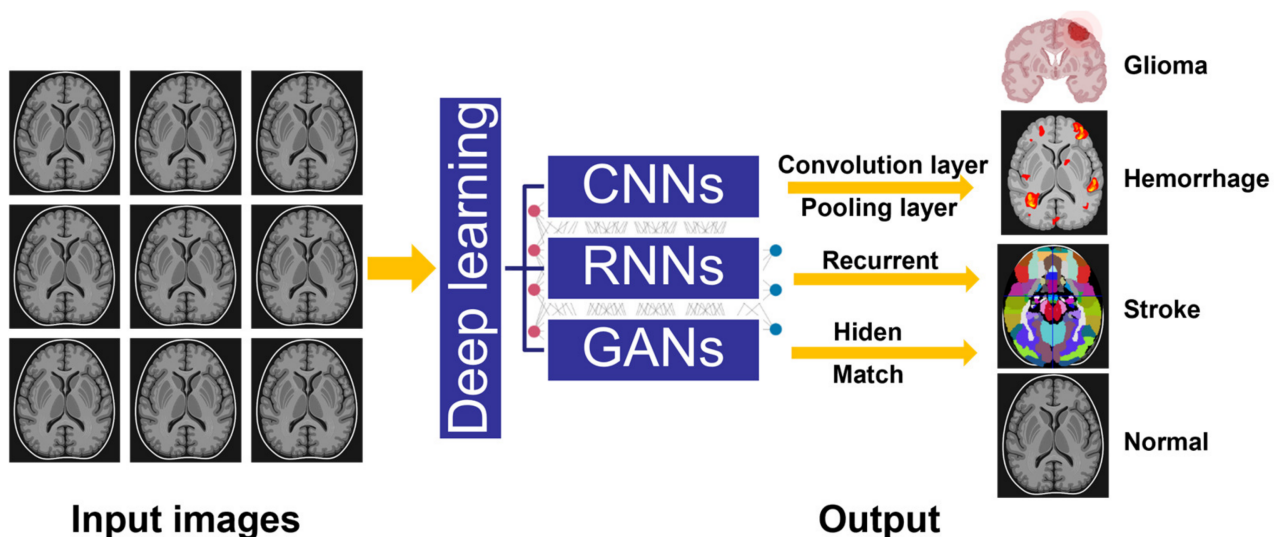 Deep learning
CNNs
RNNs
GANs
Convolution layer
Pooling layer
Recurrent
Hiden
Match
Glioma
Hemorrhage
Stroke
Normal
Input images
Output